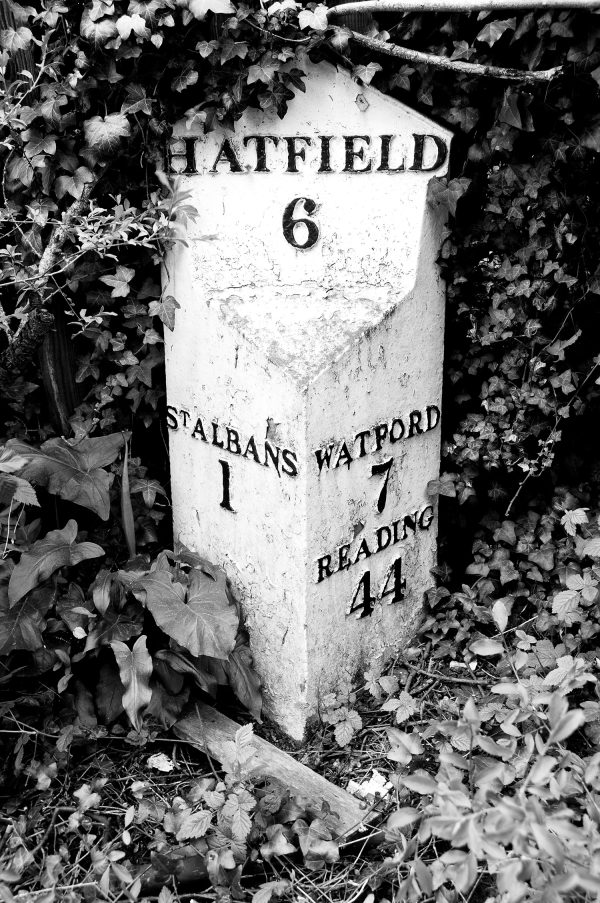 HATFIELD
6
ST ALBANS
1
WATFORD
7
READING
44